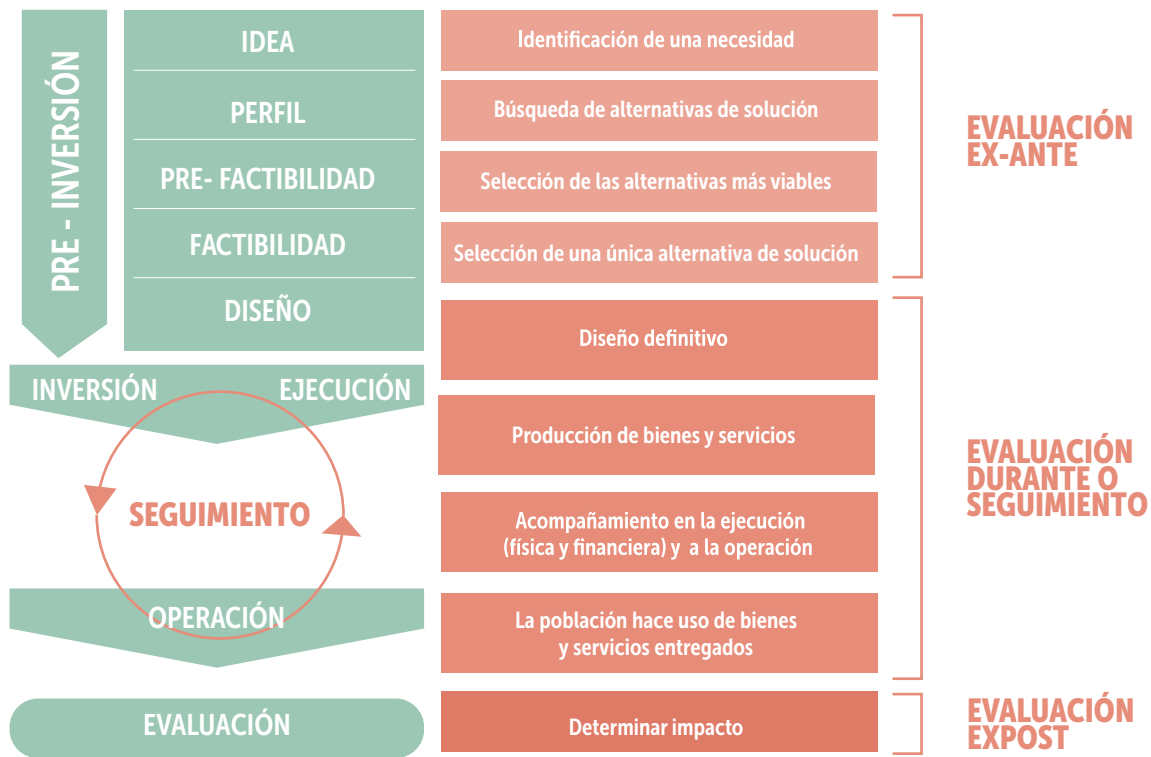 PRE - INVERSIÓN
IDEA
Identificación de una necesidad
PERFIL
Búsqueda de alternativas de solución
PRE- FACTIBILIDAD
Selección de las alternativas más viables
FACTIBILIDAD
Selección de una única alternativa de solución
EVALUACIÓN
EX-ANTE
DISEÑO
Diseño definitivo
INVERSIÓN
EJECUCIÓN
Producción de bienes y servicios
SEGUIMIENTO
Acompañamiento en la ejecución
(física y financiera) y a la operación
OPERACIÓN
La población hace uso de bienes
y servicios entregados
EVALUACIÓN
DURANTE O
SEGUIMIENTO
EVALUACIÓN
Determinar impacto
EVALUACIÓN
EXPOST